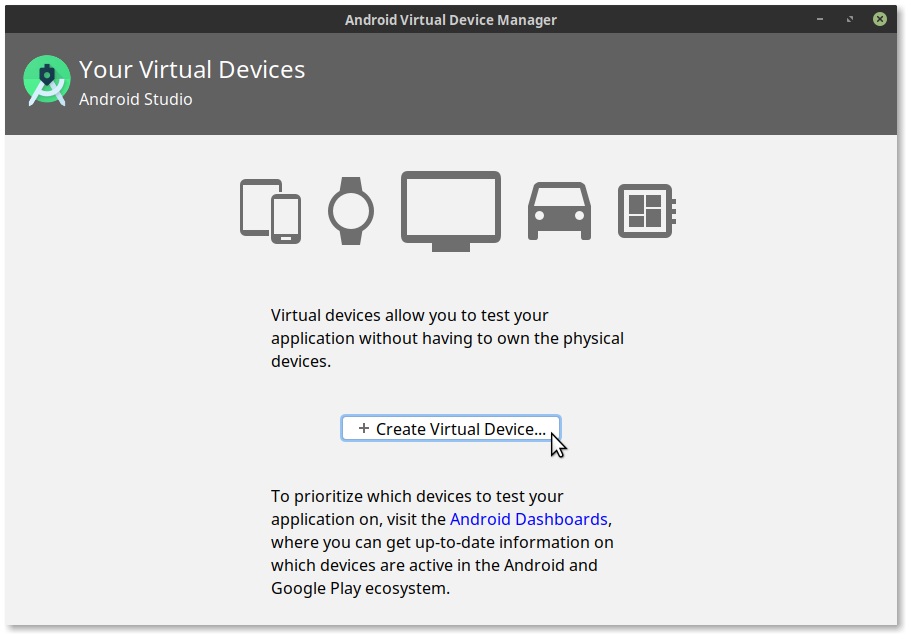 Android Virtual Device Manager
Your Virtual Devices
Android Studio
Virtual devices allow you to test your
application without having to own the physical
devices.
+ Create Virtual Device...
To prioritize which devices to test your
application on, visit the Android Dashboards,
where you can get up-to-date information on
which devices are active in the Android and
Google Play ecosystem.